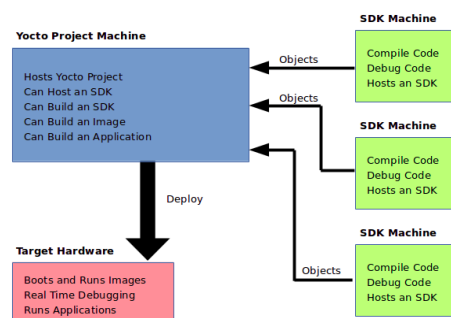 Yocto Project Machine
Hosts Yocto Project
Can Host an SDK
Can Build an SDK
Can Build an Image
Can Build an Application
Objects
Objects
Objects
SDK Machine
Compile Code
Debug Code
Hosts an SDK
SDK Machine
Compile Code
Debug Code
Hosts an SDK
SDK Machine
Compile Code
Debug Code
Hosts an SDK
Deploy
Target Hardware
Boots and Runs Images
Real Time Debugging
Runs Applications